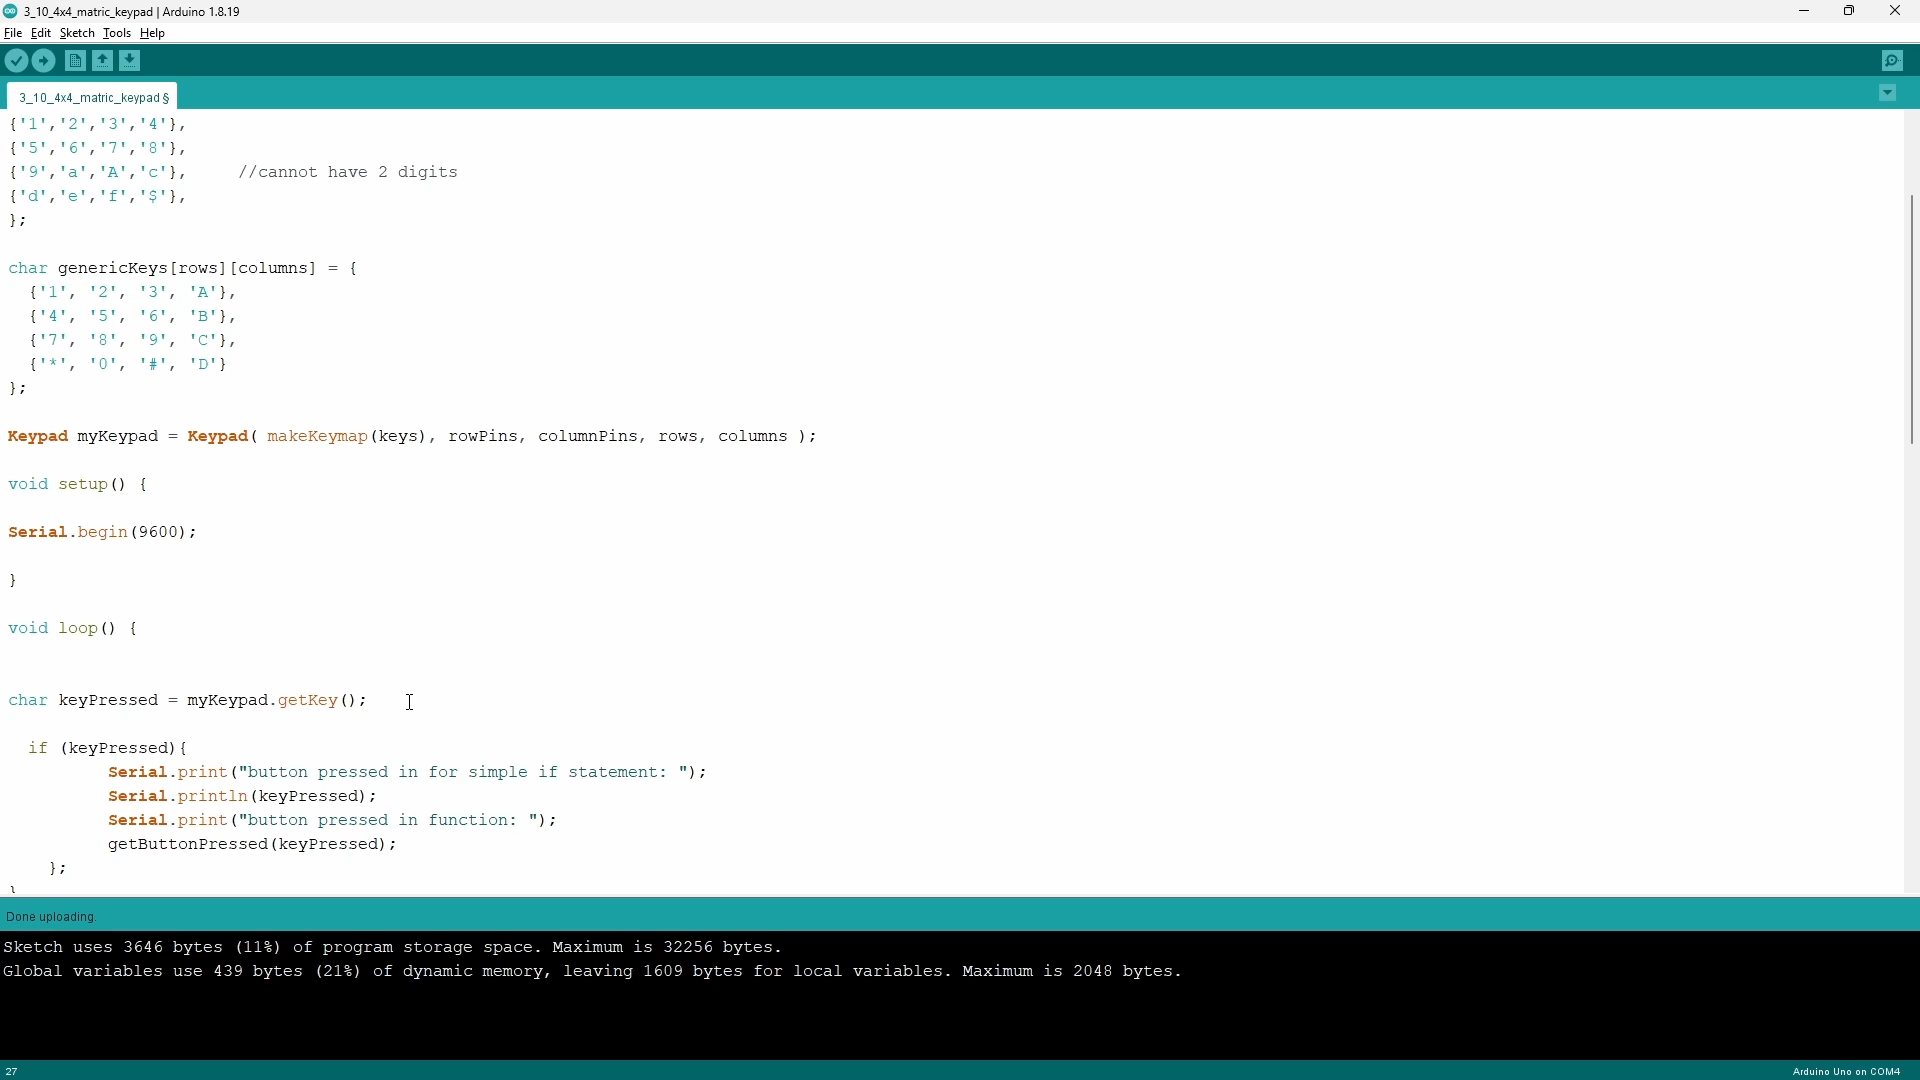 3_10_4x4_matric_keypad | Arduino 1.8.19
File Edit Sketch Tools Help
3_10_4x4_matric_keypad §
{'1','2','3','4'},
{'5','6','7','8'},
{'9','a','A','c'},     //cannot have 2 digits
{'d','e','f','$'},
};
char genericKeys[rows][columns] = {
{'1', '2', '3', 'A'},
{'4', '5', '6', 'B'},
{'7', '8', '9', 'C'},
{'*', '0', '#', 'D'}
};
Keypad myKeypad = Keypad( makeKeymap(keys), rowPins, columnPins, rows, columns );
void setup() {
Serial.begin(9600);
}
void loop() {
char keyPressed = myKeypad.getKey();
if (keyPressed){
Serial.print("button pressed in for simple if statement: ");
Serial.println(keyPressed);
Serial.print("button pressed in function: ");
getButtonPressed(keyPressed);
};
}
Done uploading.
Sketch uses 3646 bytes (11%) of program storage space. Maximum is 32256 bytes.
Global variables use 439 bytes (21%) of dynamic memory, leaving 1609 bytes for local variables. Maximum is 2048 bytes.
27
Arduino Uno on COM4